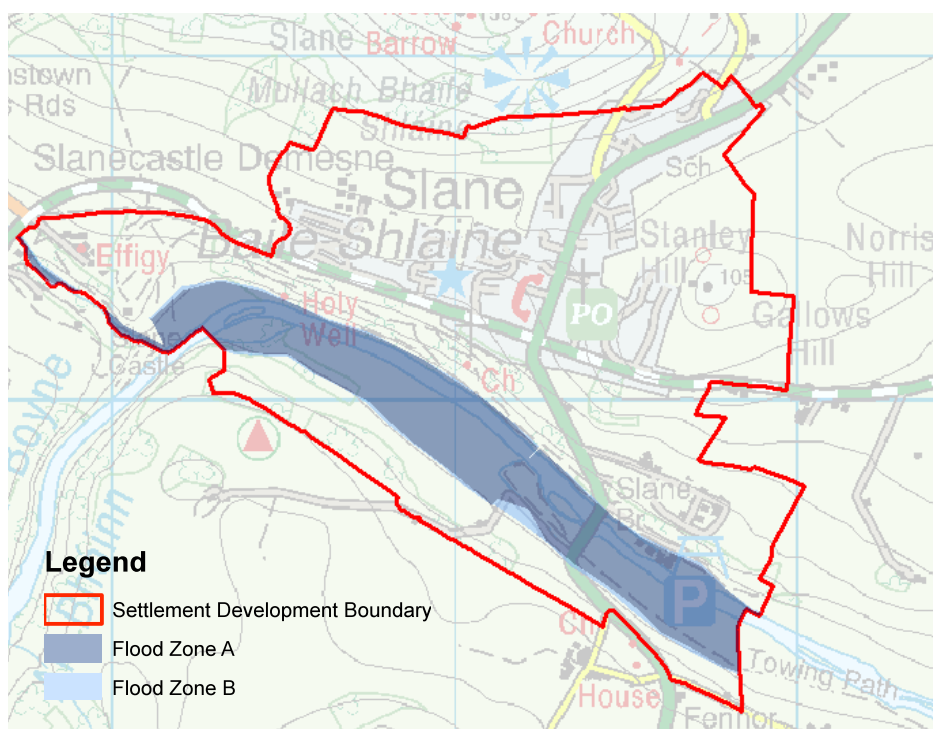 Slane
Barrow
Church
Mullach Bhaile
Shláine
nstown
Rds
Slanecastle Demesne
Sch
Slane
Baile Shláine
Stanley
Hill
105
Norris
Hill
Effigy
Holy
Well
PO
Gallows
Hill
Castle
Ch
Boyne
Slane
Br
P
Ch
Towing Path
House
Fennor
Legend
Settlement Development Boundary
Flood Zone A
Flood Zone B